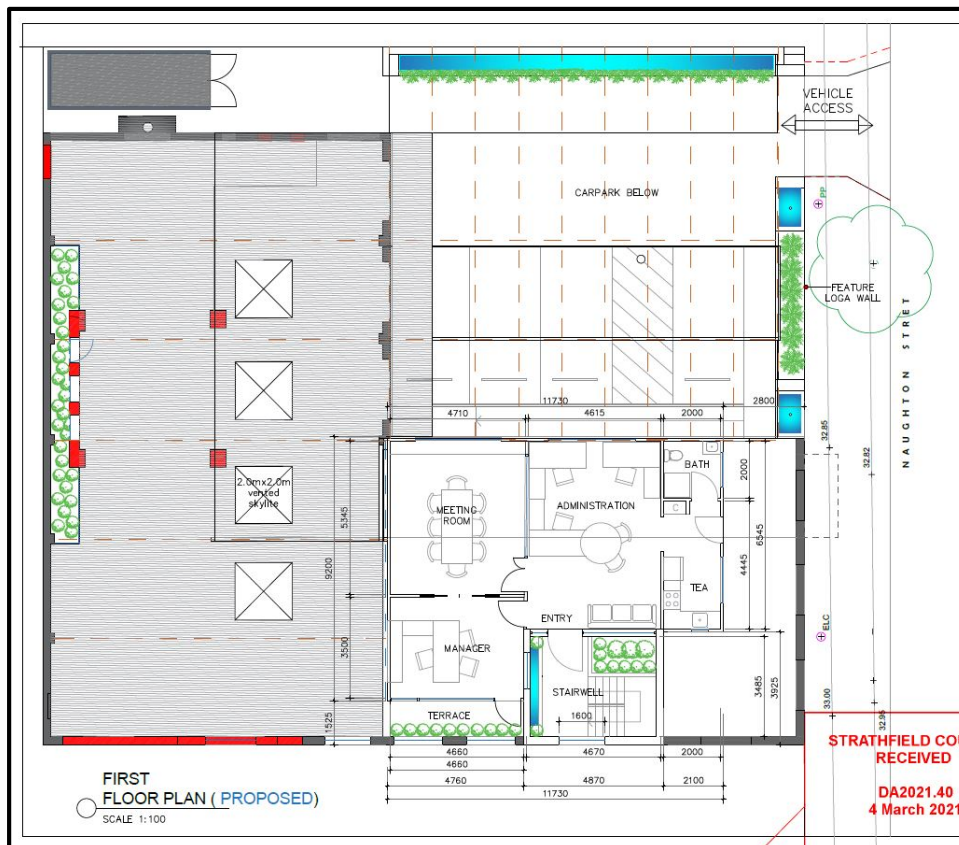 VEHICLE
ACCESS
PP
CARPARK BELOW
FEATURE
LOGA WALL
NAUGHTON STRET
11730
2800
4710
4615
2000
32.85
32.82
2.0mx2.0m
vented
skylite
MEETING
ROOM
ADMINISTRATION
BATH
C
TEA
ENTRY
MANAGER
STAIRWELL
TERRACE
5345
9200
3500
1525
2000
6545
4445
3485
3925
ELC
33.00
32.95
1600
4660
4670
2000
4660
4760
4870
2100
11730
FIRST
FLOOR PLAN ( PROPOSED)
SCALE 1:100
STRATHFIELD COU
RECEIVED
DA2021.40
4 March 2021